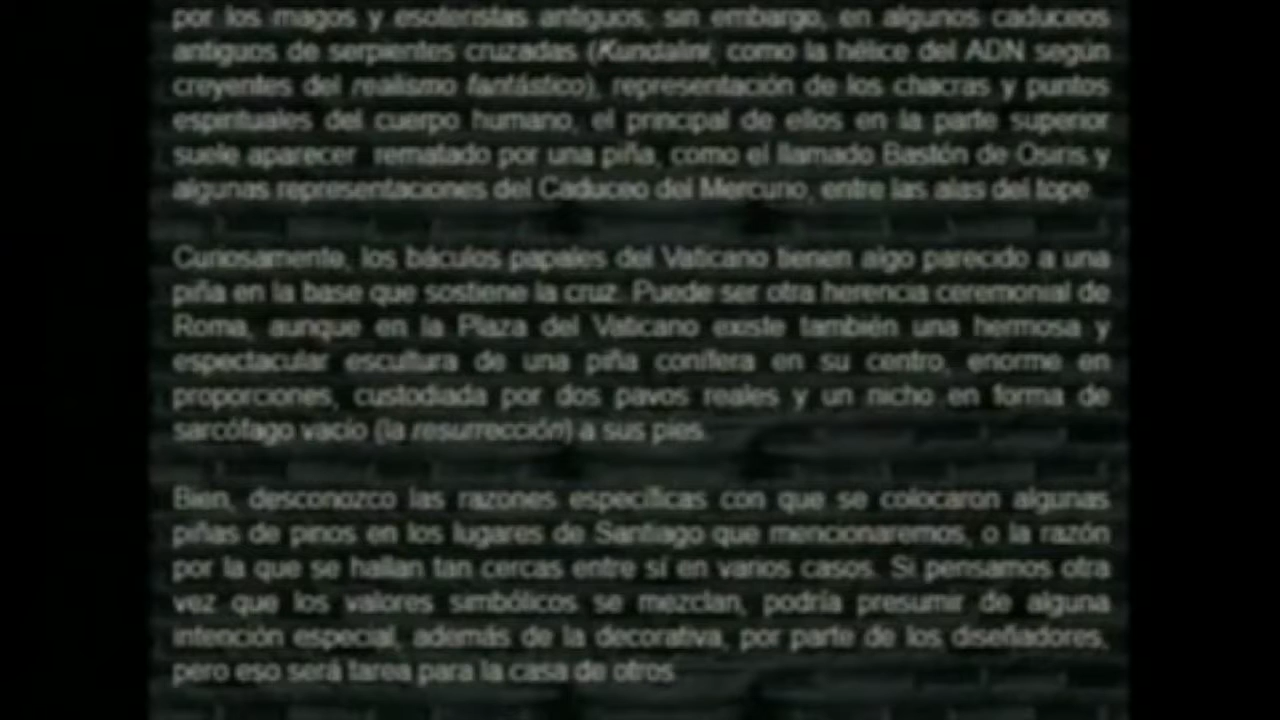 por los magos y esoteristas antiguos, sin embargo, en algunos caduceos
antiguos de serpientes cruzadas (Kundalini, como la hélice del ADN según
creyentes del realismo fantástico), representación de los chacras y puntos
espirituales del cuerpo humano, el principal de ellos en la parte superior
suele aparecer rematado por una piña, como el llamado Bastón de Osiris y
algunas representaciones del Caduceo del Mercurio, entre las alas del tope.
Curiosamente, los báculos papales del Vaticano tienen algo parecido a una
piña en la base que sostiene la cruz. Puede ser otra herencia ceremonial de
Roma, aunque en la Plaza del Vaticano existe también una hermosa y
espectacular escultura de una piña conífera en su centro, enorme en
proporciones, custodiada por dos pavos reales y un nicho en forma de
sarcófago vacío (la resurrección) a sus pies.
Bien, desconozco las razones específicas con que se colocaron algunas
piñas de pinos en los lugares de Santiago que mencionaremos, o la razón
por la que se hallan tan cercas entre sí en varios casos. Si pensamos otra
vez que los valores simbólicos se mezclan, podría presumir de alguna
intención especial, además de la decorativa, por parte de los diseñadores,
pero eso será tarea para la casa de otros.